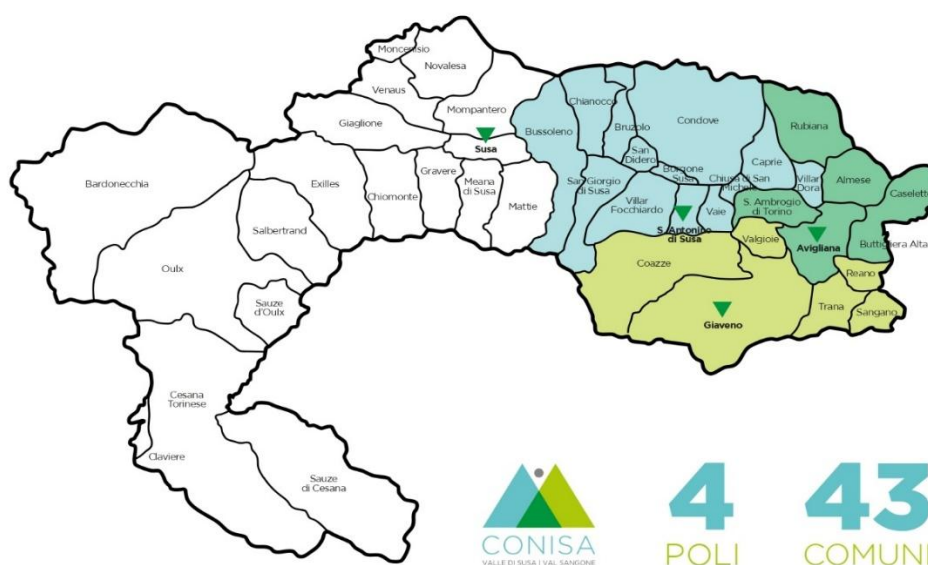 Moncenisio
Novalesa
Venaus
Mompantero
Giaglione
Susa
Bardonecchia
Exilles
Chiomonte
Gravere
Meana
di Susa
Mattie
Salbertrand
Oulx
Sauze
d'Oulx
Cesana
Torinese
Claviere
Sauze
di Cesana
Bussoleno
Chianocco
Bruzolo
San
Didero
Condove
Borgone
Susa
Caprie
Chiusa di San
Michele
San Giorgio
di Susa
Villar
Focchiardo
S. Antonino
di Susa
Vaie
Rubiana
Villar
Dora
Almese
Caselette
S. Ambrogio
di Torino
Avigliana
Buttigliera Alta
Valgioie
Coazze
Giaveno
Reano
Trana
Sangano
CONISA
VALLE DI SUSA | VAL SANGONE
4
POLI
43
COMUNI